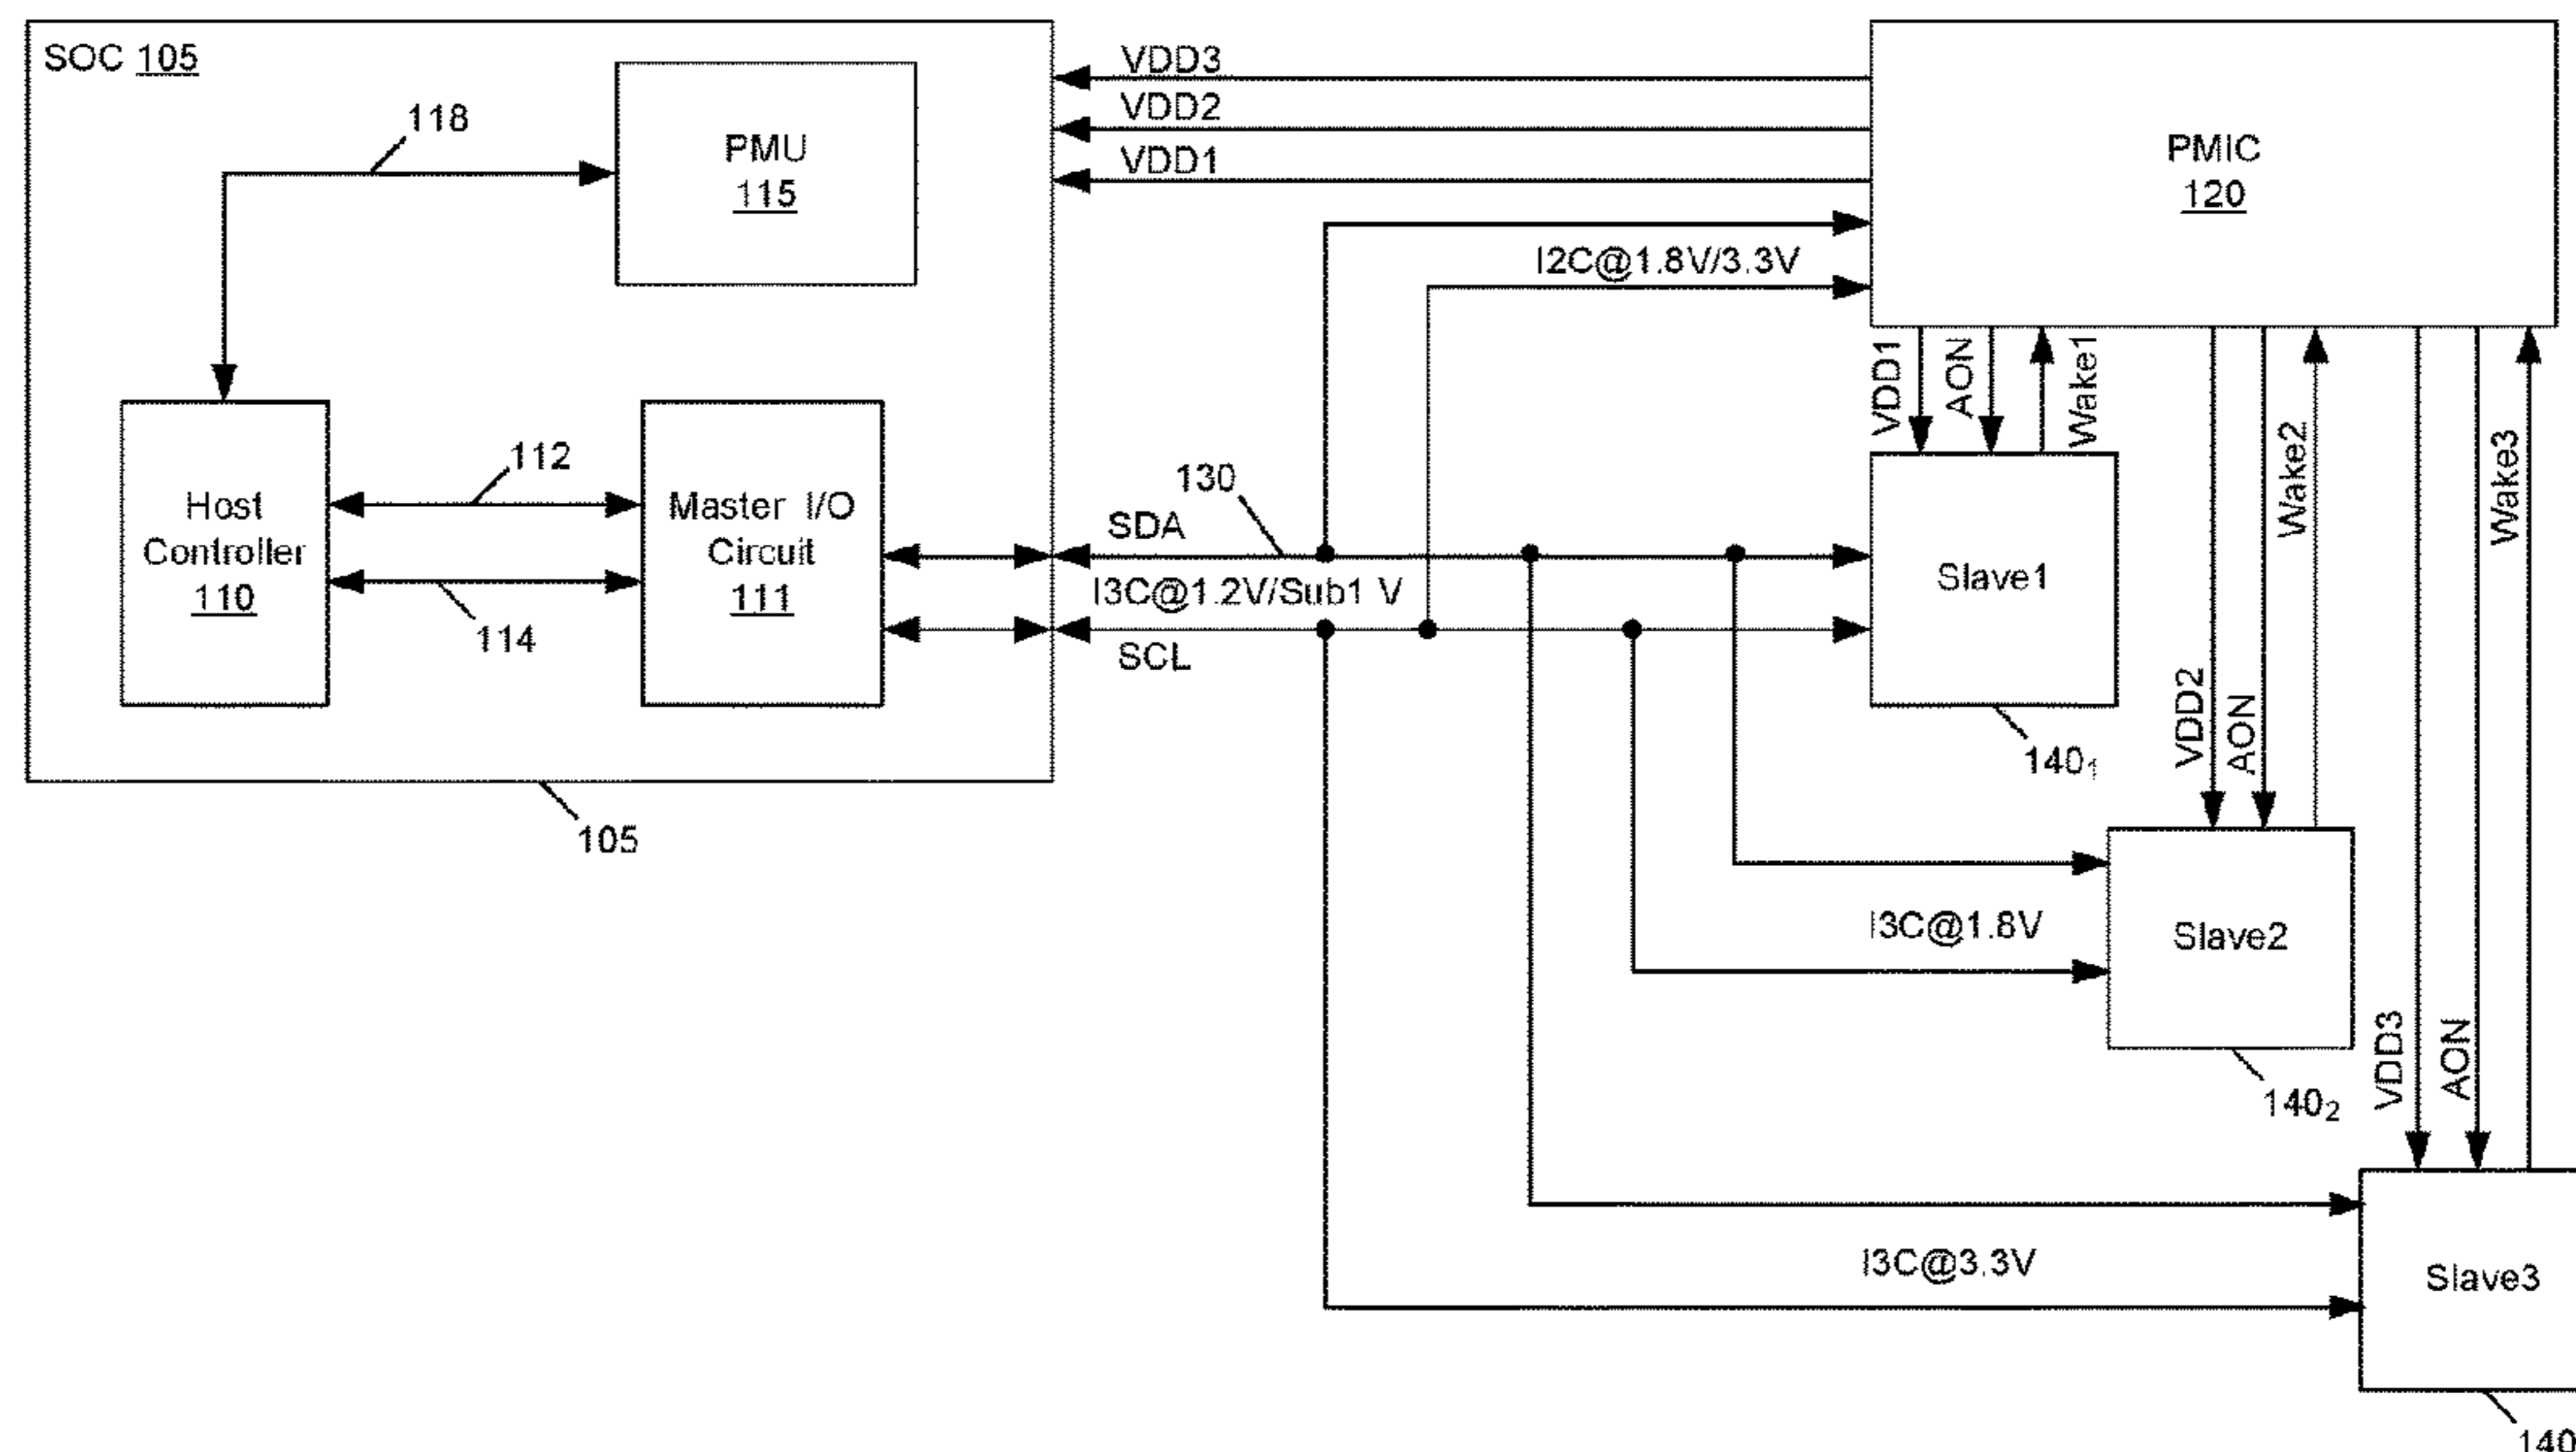 SOC 105
118
PMU
115
VDD3
VDD2
VDD1
PMIC
120
I2C@1.8V/3.3V
VDD1
AON
Wake1
Wake2
Wake3
Host
Controller
110
112
114
Master I/O
Circuit
111
130
SDA
I3C@1.2V/Sub1 V
SCL
Slave1
140₁
105
VDD2
AON
I3C@1.8V
Slave2
140₂
VDD3
AON
I3C@3.3V
Slave3
140